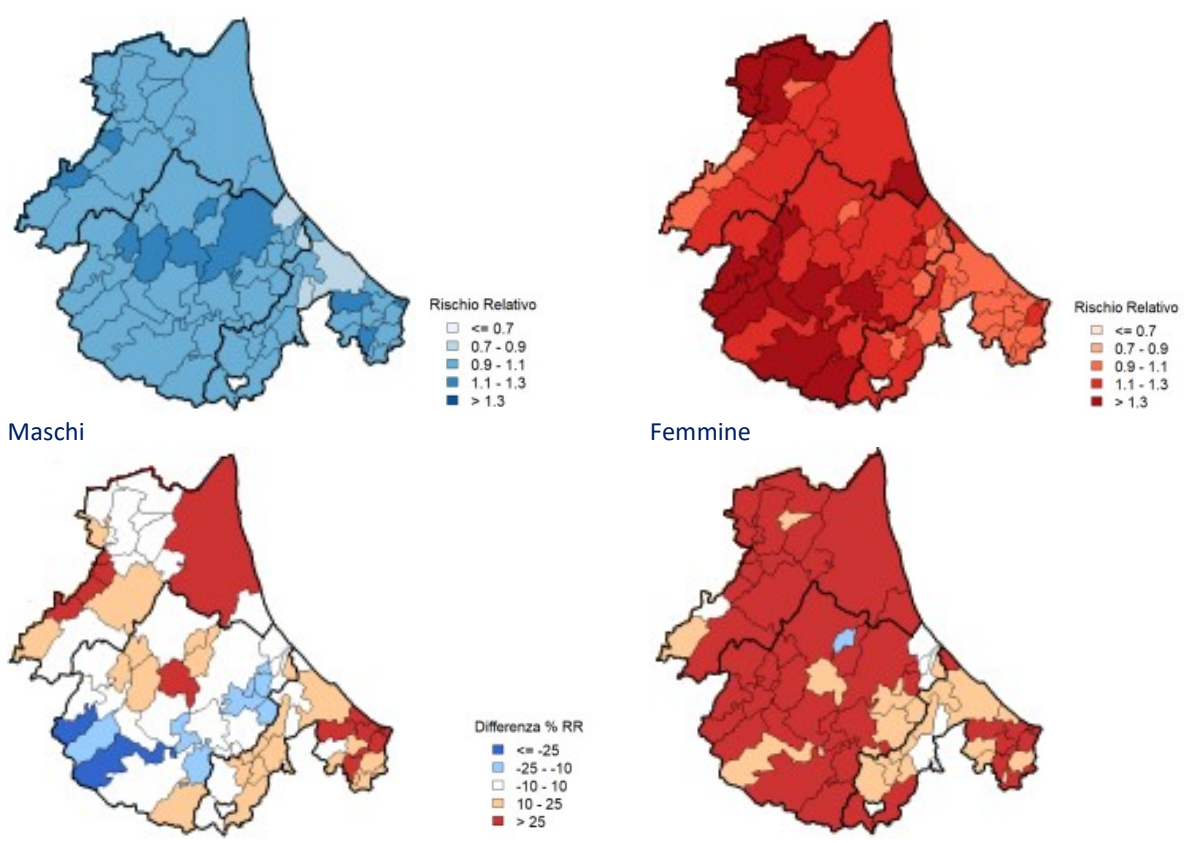 Rischio Relativo
<= 0.7
0.7 - 0.9
0.9 - 1.1
1.1 - 1.3
> 1.3
Rischio Relativo
<= 0.7
0.7 - 0.9
0.9 - 1.1
1.1 - 1.3
> 1.3
Maschi
Femmine
Differenza % RR
<= -25
-25 - -10
-10 - 10
10 - 25
> 25